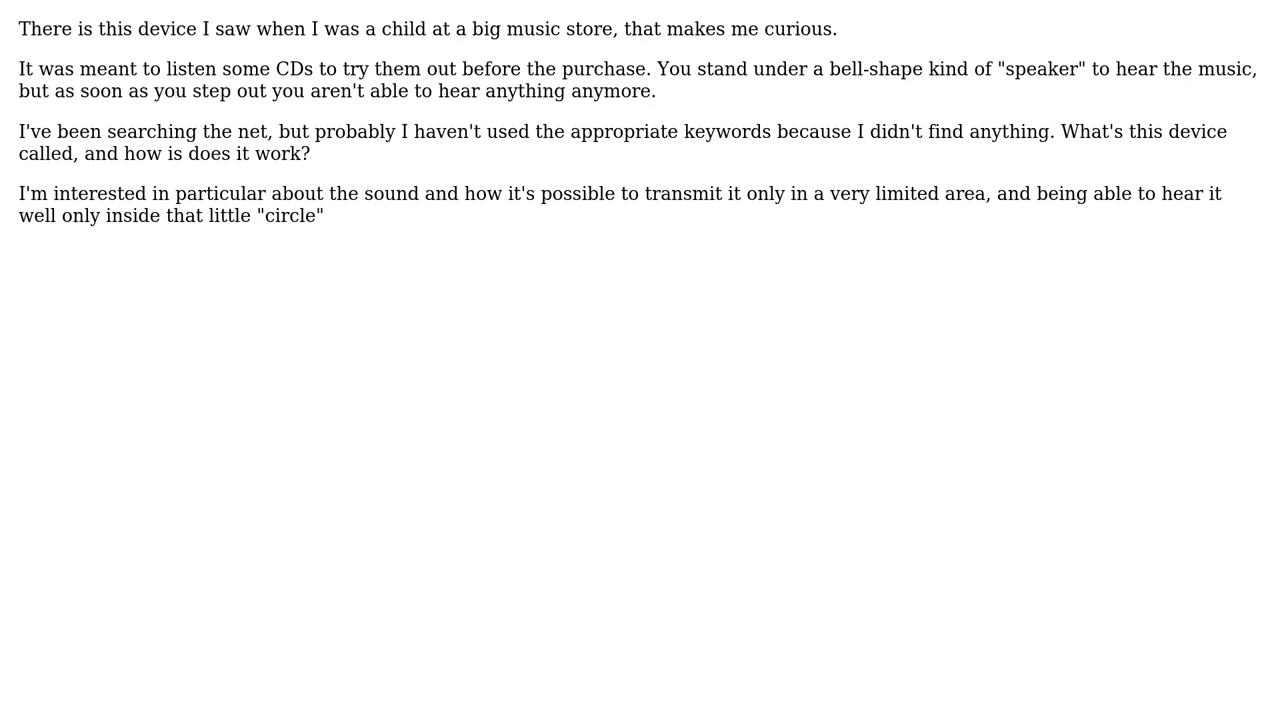 There is this device I saw when I was a child at a big music store, that makes me curious.
It was meant to listen some CDs to try them out before the purchase. You stand under a bell-shape kind of "speaker" to hear the music,
but as soon as you step out you aren't able to hear anything anymore.
I've been searching the net, but probably I haven't used the appropriate keywords because I didn't find anything. What's this device
called, and how is does it work?
I'm interested in particular about the sound and how it's possible to transmit it only in a very limited area, and being able to hear it
well only inside that little "circle"